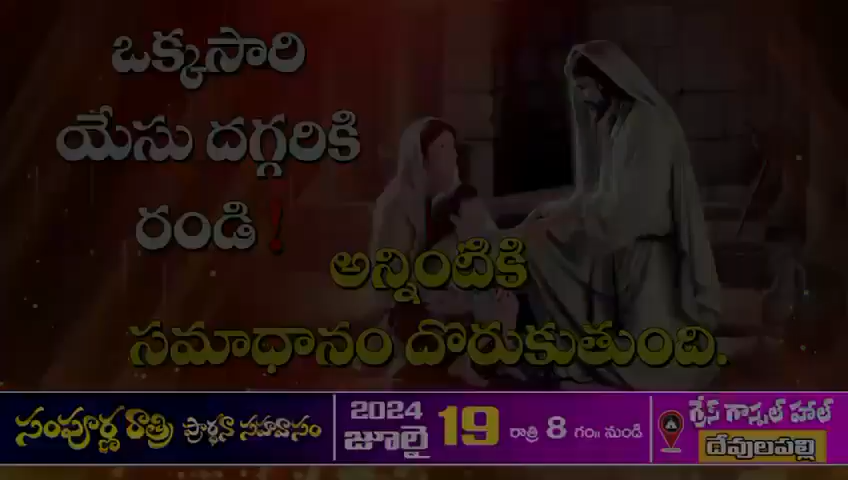 ఒక్కసారి
యేసు దగ్గరికి
రండి!
అన్నింటికి
సమాధానం దొరుకుతుంది.
సంపూర్ణ రాత్రి ప్రార్థనా సహవాసం
2024
జూలై 19 రాత్రి 8 గం॥ నుండి
గ్రేస్ గాస్పల్ హాల్
దేవులపల్లి